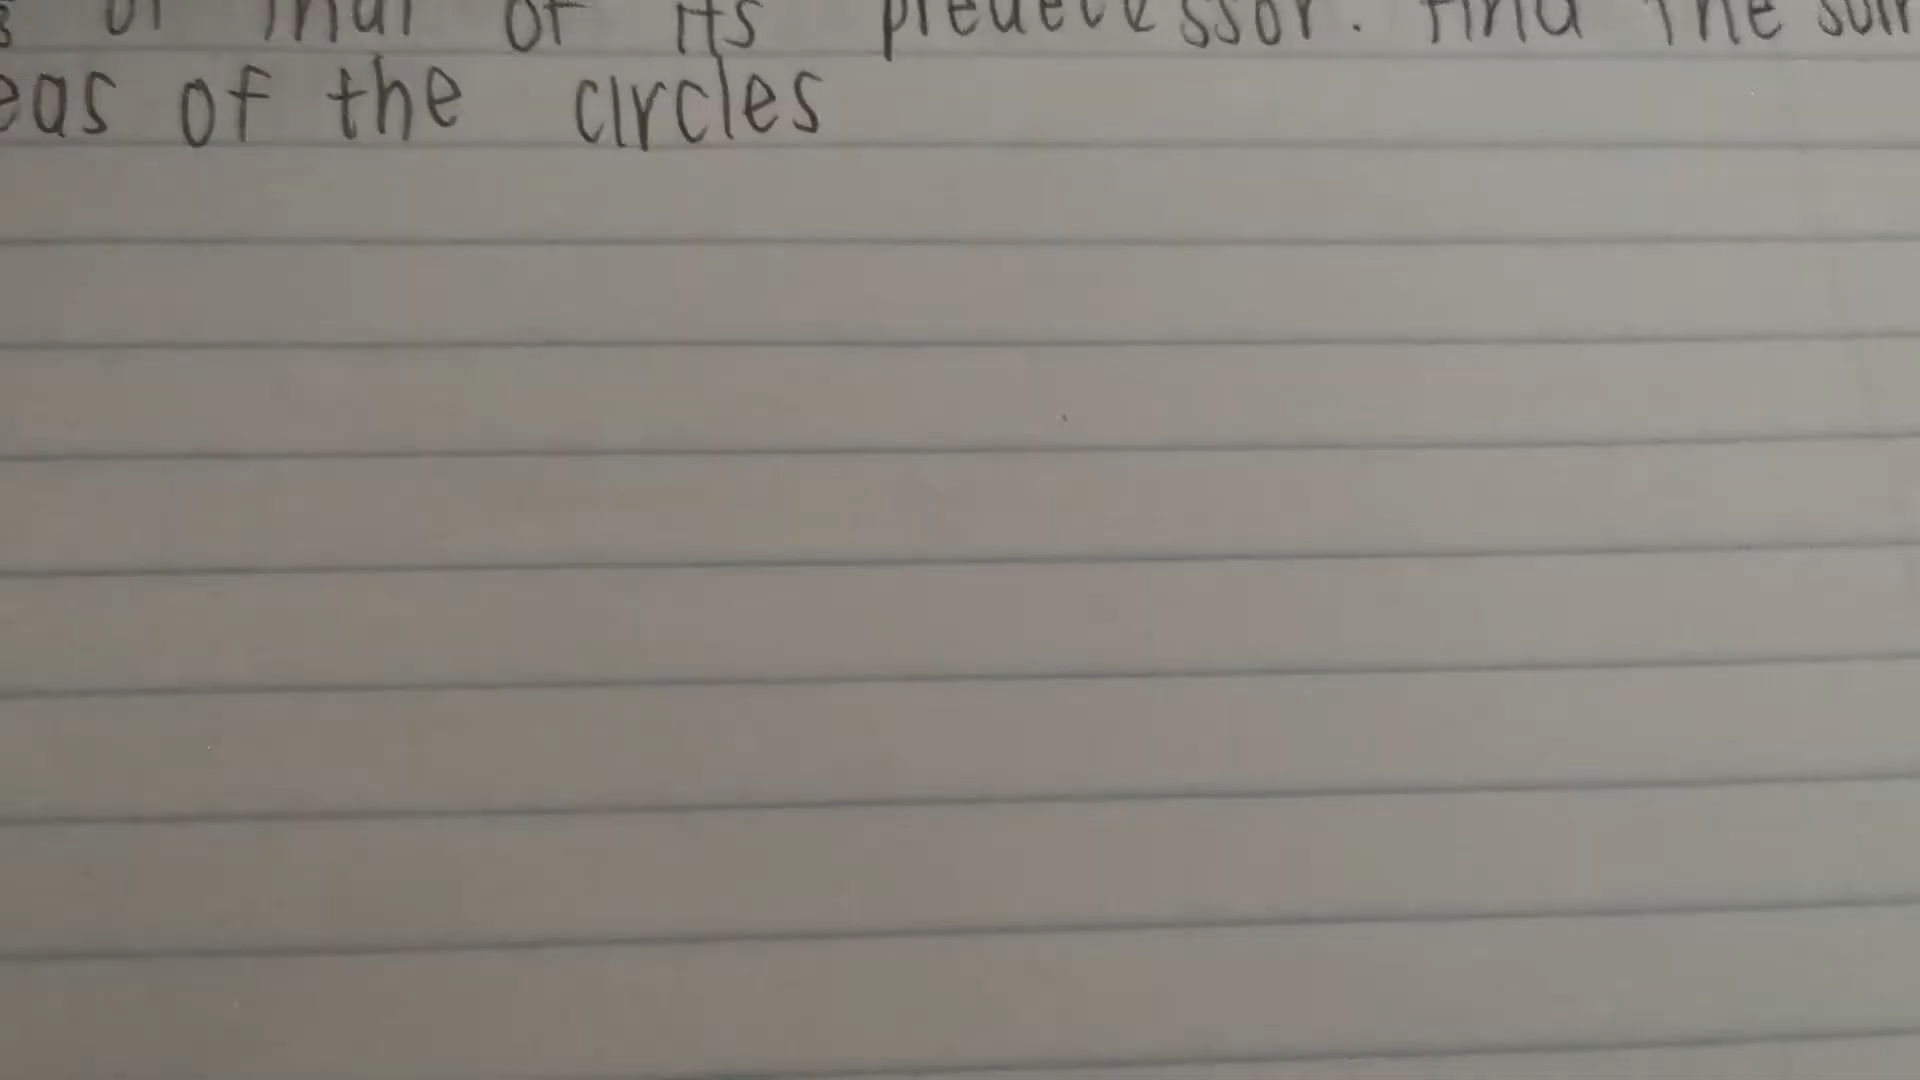 of that of its predecessor. Find the sum
eas of the circles